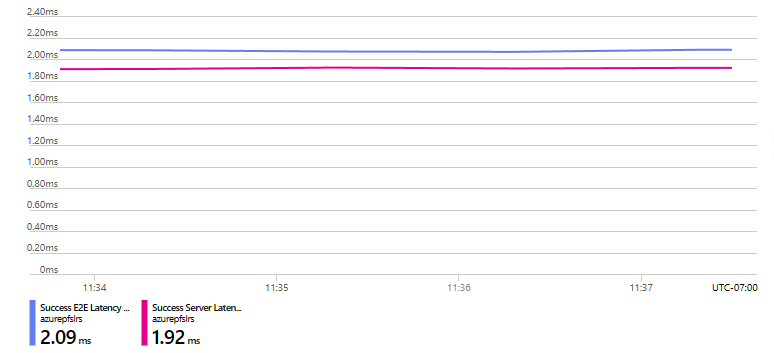 2.40ms
2.20ms
2.00ms
1.80ms
1.60ms
1.40ms
1.20ms
1.00ms
0.80ms
0.60ms
0.40ms
0.20ms
0ms
11:34 11:35 11:36 11:37 UTC-07:00
Success E2E Latency ... Success Server Laten...
azurepfslrs azurepfslrs
2.09 ms 1.92 ms